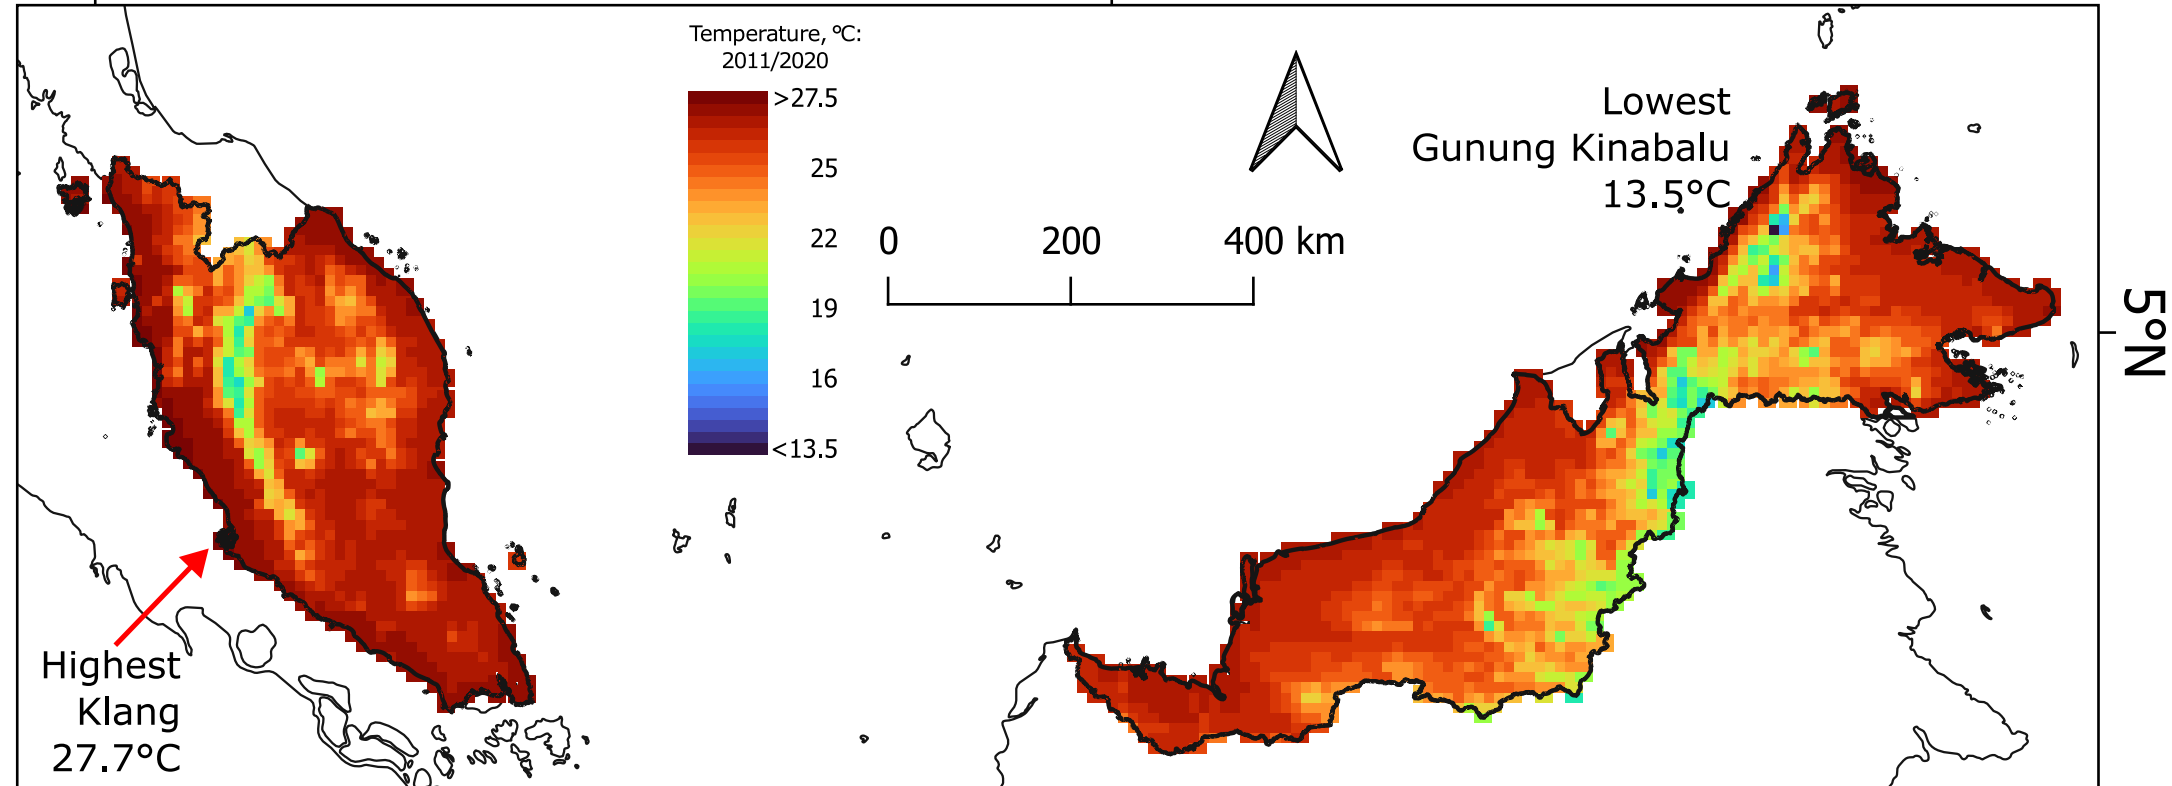 Temperature, °C:
2011/2020
>27.5
25
22
19
16
<13.5
0 200 400 km
Lowest
Gunung Kinabalu
13.5°C
5°N
Highest
Klang
27.7°C